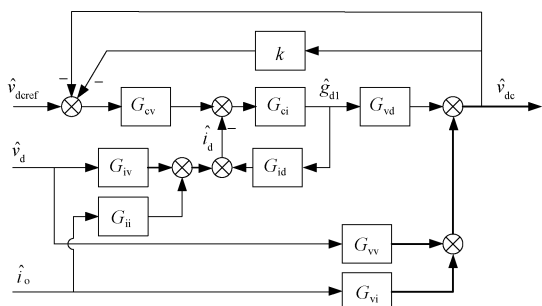 k
v̂dcref
Gcv
Gci
ĝd1
Gvd
v̂dc
îd
v̂d
Giv
Gid
Gii
Gvv
îo
Gvi